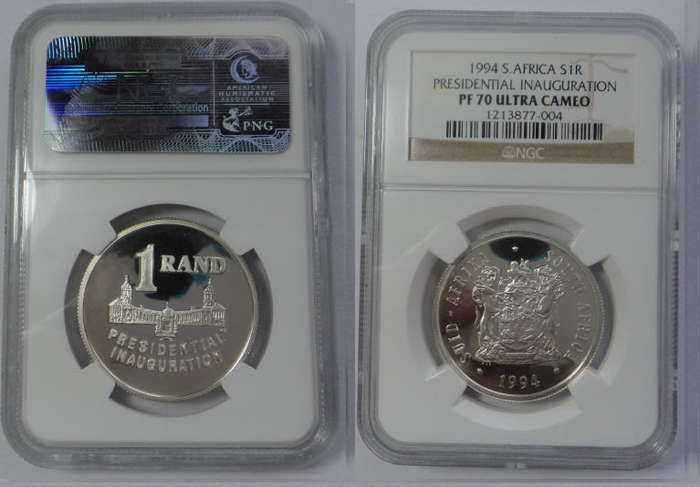 AMERICAN
NUMISMATIC
ASSOCIATION
PNG
Corporation
1 RAND
PRESIDENTIAL
INAUGURATION
1994 S.AFRICA S1R
PRESIDENTIAL INAUGURATION
PF 70 ULTRA CAMEO
1213877-004
NGC
SUID-AFRIKA · SOUTH AFRICA
· 1994 ·